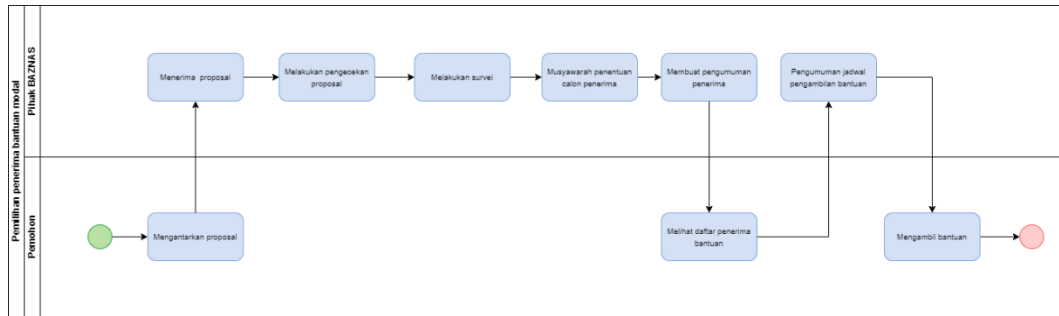 Pemilihan penerima bantuan modal
Pihak BAZNAS
Menerima proposal
Melakukan pengecekan
proposal
Melakukan survei
Musyawarah penentuan
calon penerima
Membuat pengumuman
penerima
Pengumuman jadwal
pengambilan bantuan
Pemohon
Mengantarkan proposal
Melihat daftar penerima
bantuan
Mengambil bantuan